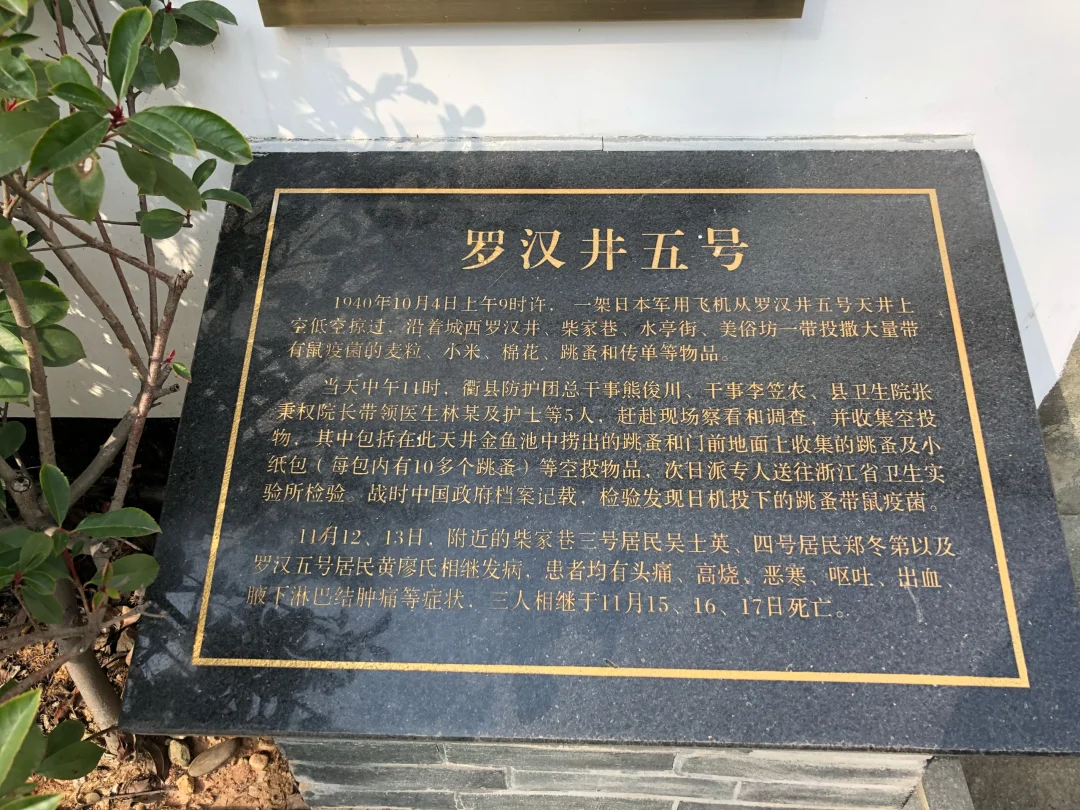 罗汉井五号
1940年10月4日上午9时许，一架日本军用飞机从罗汉井五号天井上
空低空掠过，沿着城西罗汉井、柴家巷、水亭街、美俗坊一带投撒大量带
有鼠疫菌的麦粒、小米、棉花、跳蚤和传单等物品。
当天中午11时，衢县防护团总干事熊俊川、干事李笠农、县卫生院张
秉权院长带领医生林某及护士等5人，赶赴现场察看和调查，并收集空投
物，其中包括在此天井金鱼池中捞出的跳蚤和门前地面上收集的跳蚤及小
纸包（每包内有10多个跳蚤）等空投物品，次日派专人送往浙江省卫生实
验所检验。战时中国政府档案记载，检验发现日机投下的跳蚤带鼠疫菌。
11月12、13日，附近的柴家巷三号居民吴士英、四号居民郑冬第以及
罗汉五号居民黄廖氏相继发病，患者均有头痛、高烧、恶寒、呕吐、出血、
腋下淋巴结肿痛等症状，三人相继于11月15、16、17日死亡。